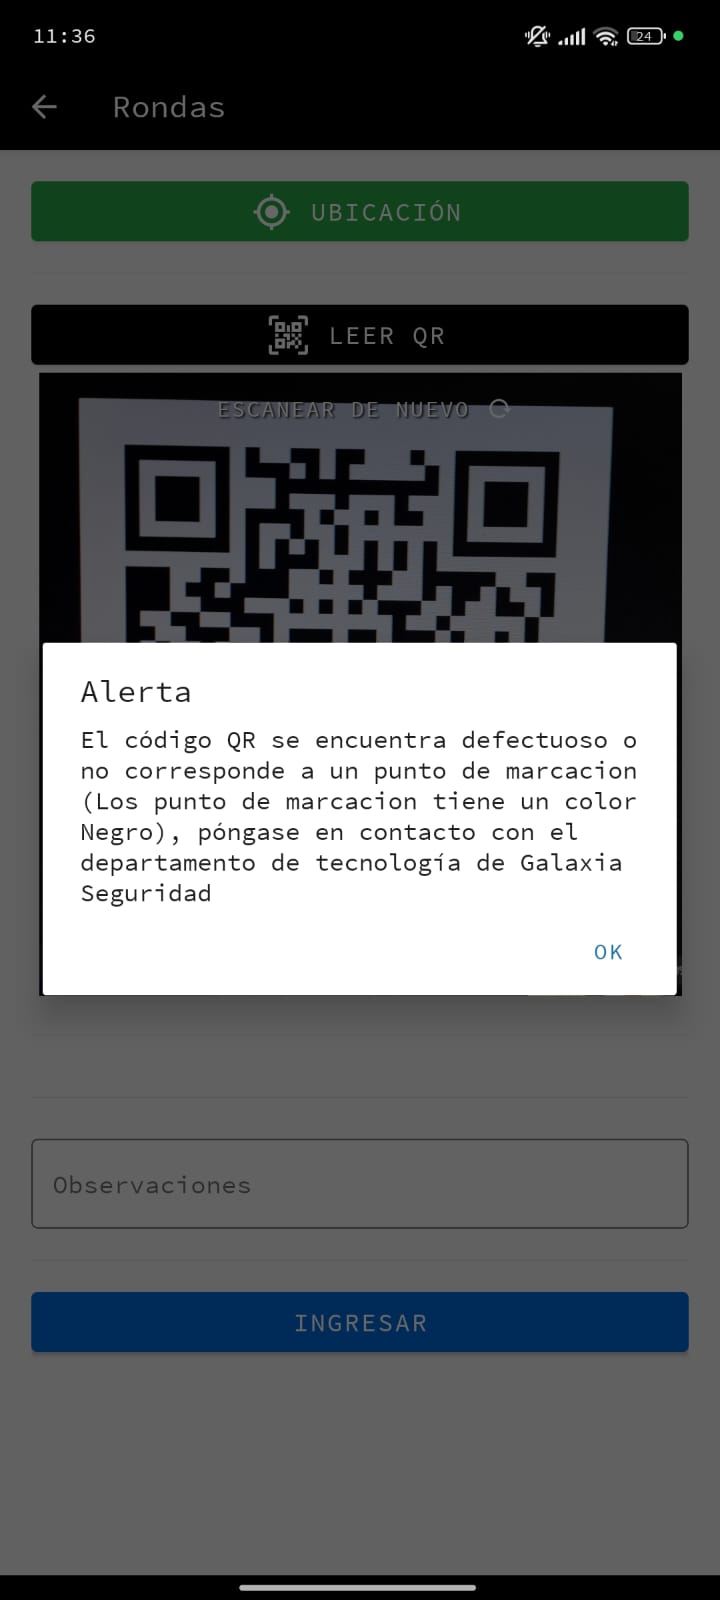 11:36
24
Rondas
UBICACIÓN
LEER QR
ESCANEAR DE NUEVO
Alerta
El código QR se encuentra defectuoso o
no corresponde a un punto de marcacion
(Los punto de marcacion tiene un color
Negro), póngase en contacto con el
departamento de tecnología de Galaxia
Seguridad
OK
Observaciones
INGRESAR